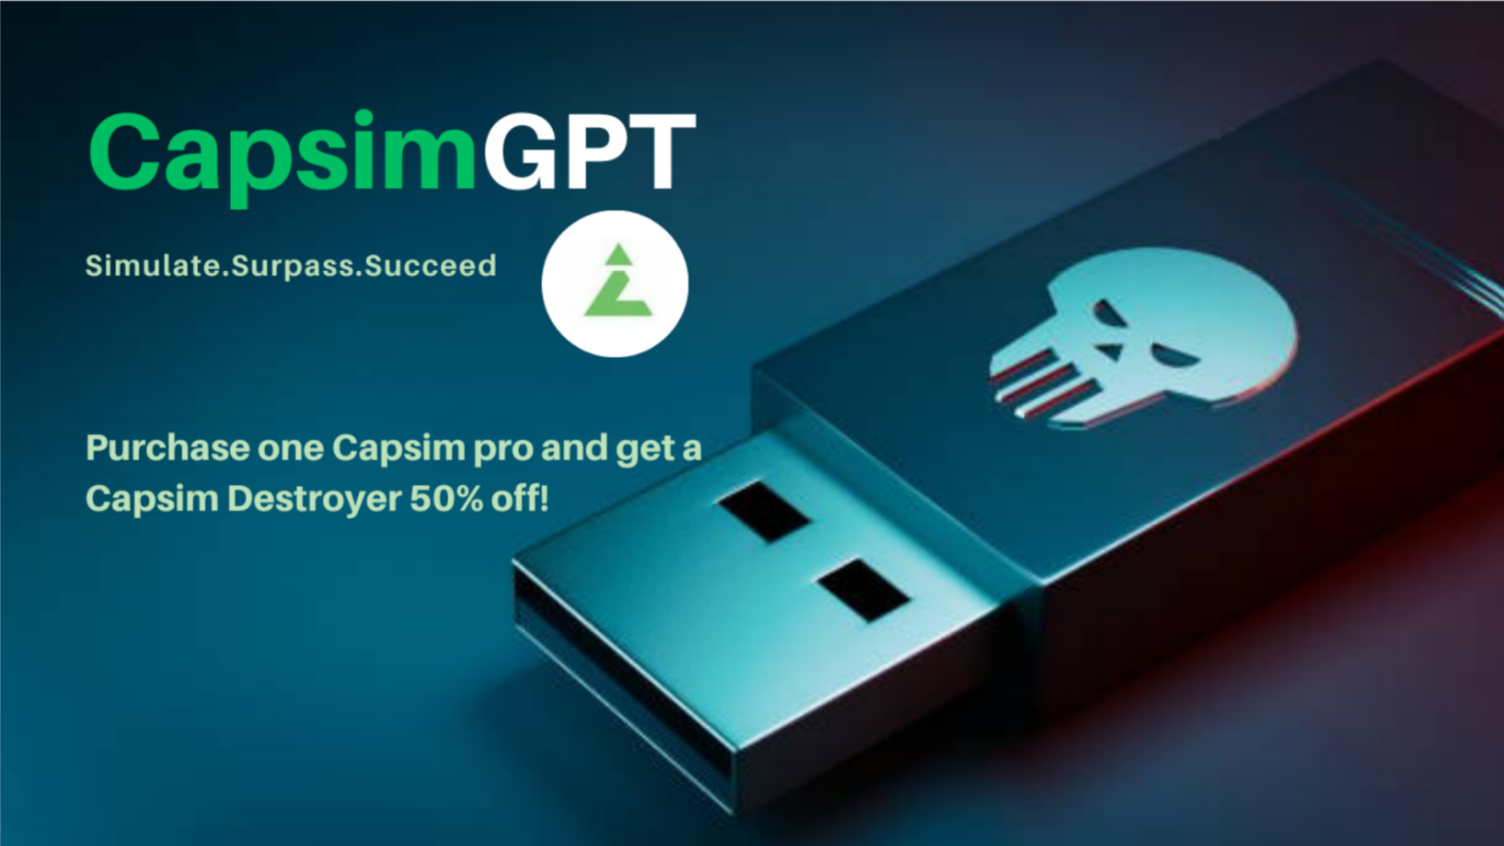 CapsimGPT
Simulate.Surpass.Succeed
Purchase one Capsim pro and get a
Capsim Destroyer 50% off!